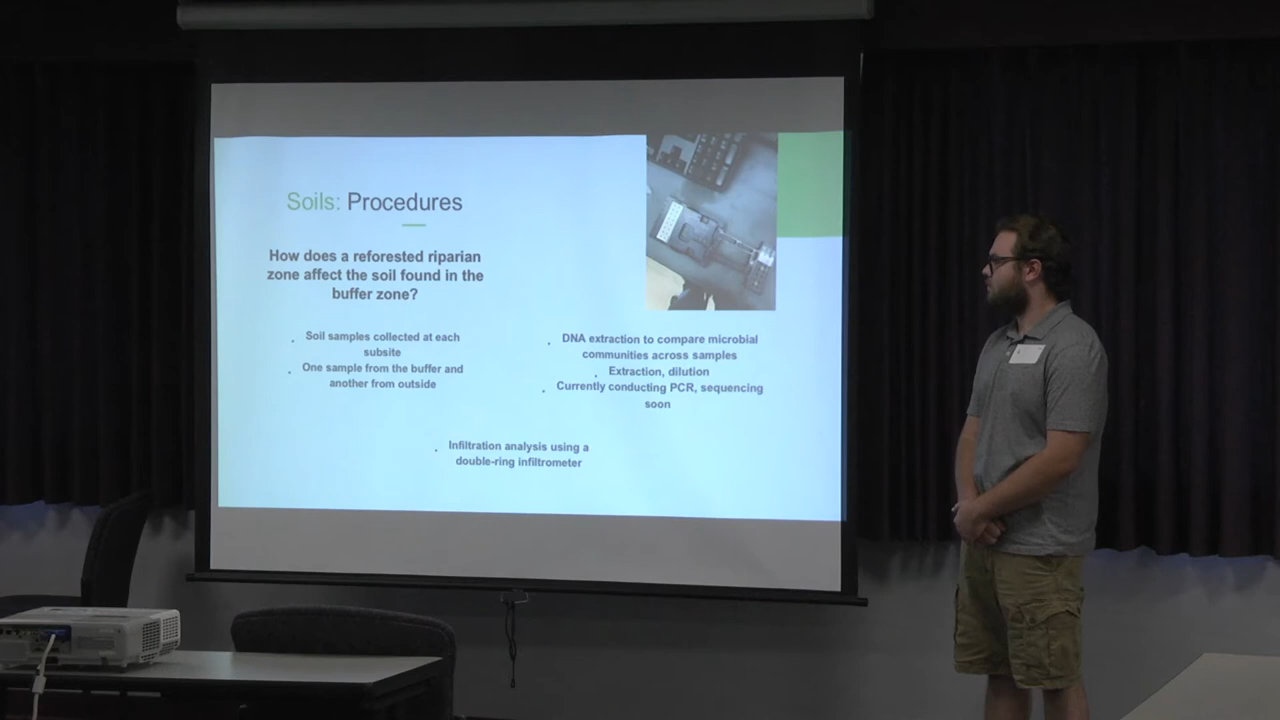 Soils: Procedures
How does a reforested riparian
zone affect the soil found in the
buffer zone?
Soil samples collected at each
subsite
One sample from the buffer and
another from outside
DNA extraction to compare microbial
communities across samples
Extraction, dilution
Currently conducting PCR, sequencing
soon
Infiltration analysis using a
double-ring infiltrometer